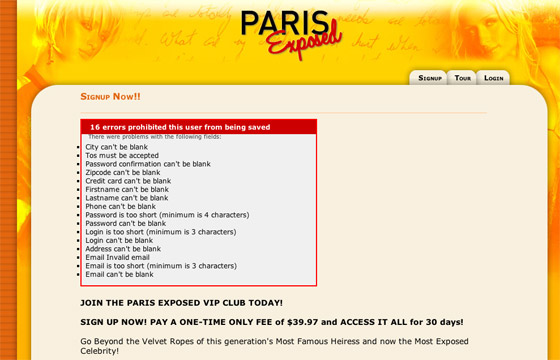 PARIS
Exposed
Signup Tour Login
Signup Now!!
16 errors prohibited this user from being saved
There were problems with the following fields:
City can't be blank
Tos must be accepted
Password confirmation can't be blank
Zipcode can't be blank
Credit card can't be blank
Firstname can't be blank
Lastname can't be blank
Phone can't be blank
Password is too short (minimum is 4 characters)
Password can't be blank
Login is too short (minimum is 3 characters)
Login can't be blank
Address can't be blank
Email Invalid email
Email is too short (minimum is 3 characters)
Email can't be blank
JOIN THE PARIS EXPOSED VIP CLUB TODAY!
SIGN UP NOW! PAY A ONE-TIME ONLY FEE of $39.97 and ACCESS IT ALL for 30 days!
Go Beyond the Velvet Ropes of this generation's Most Famous Heiress and now the Most Exposed
Celebrity!